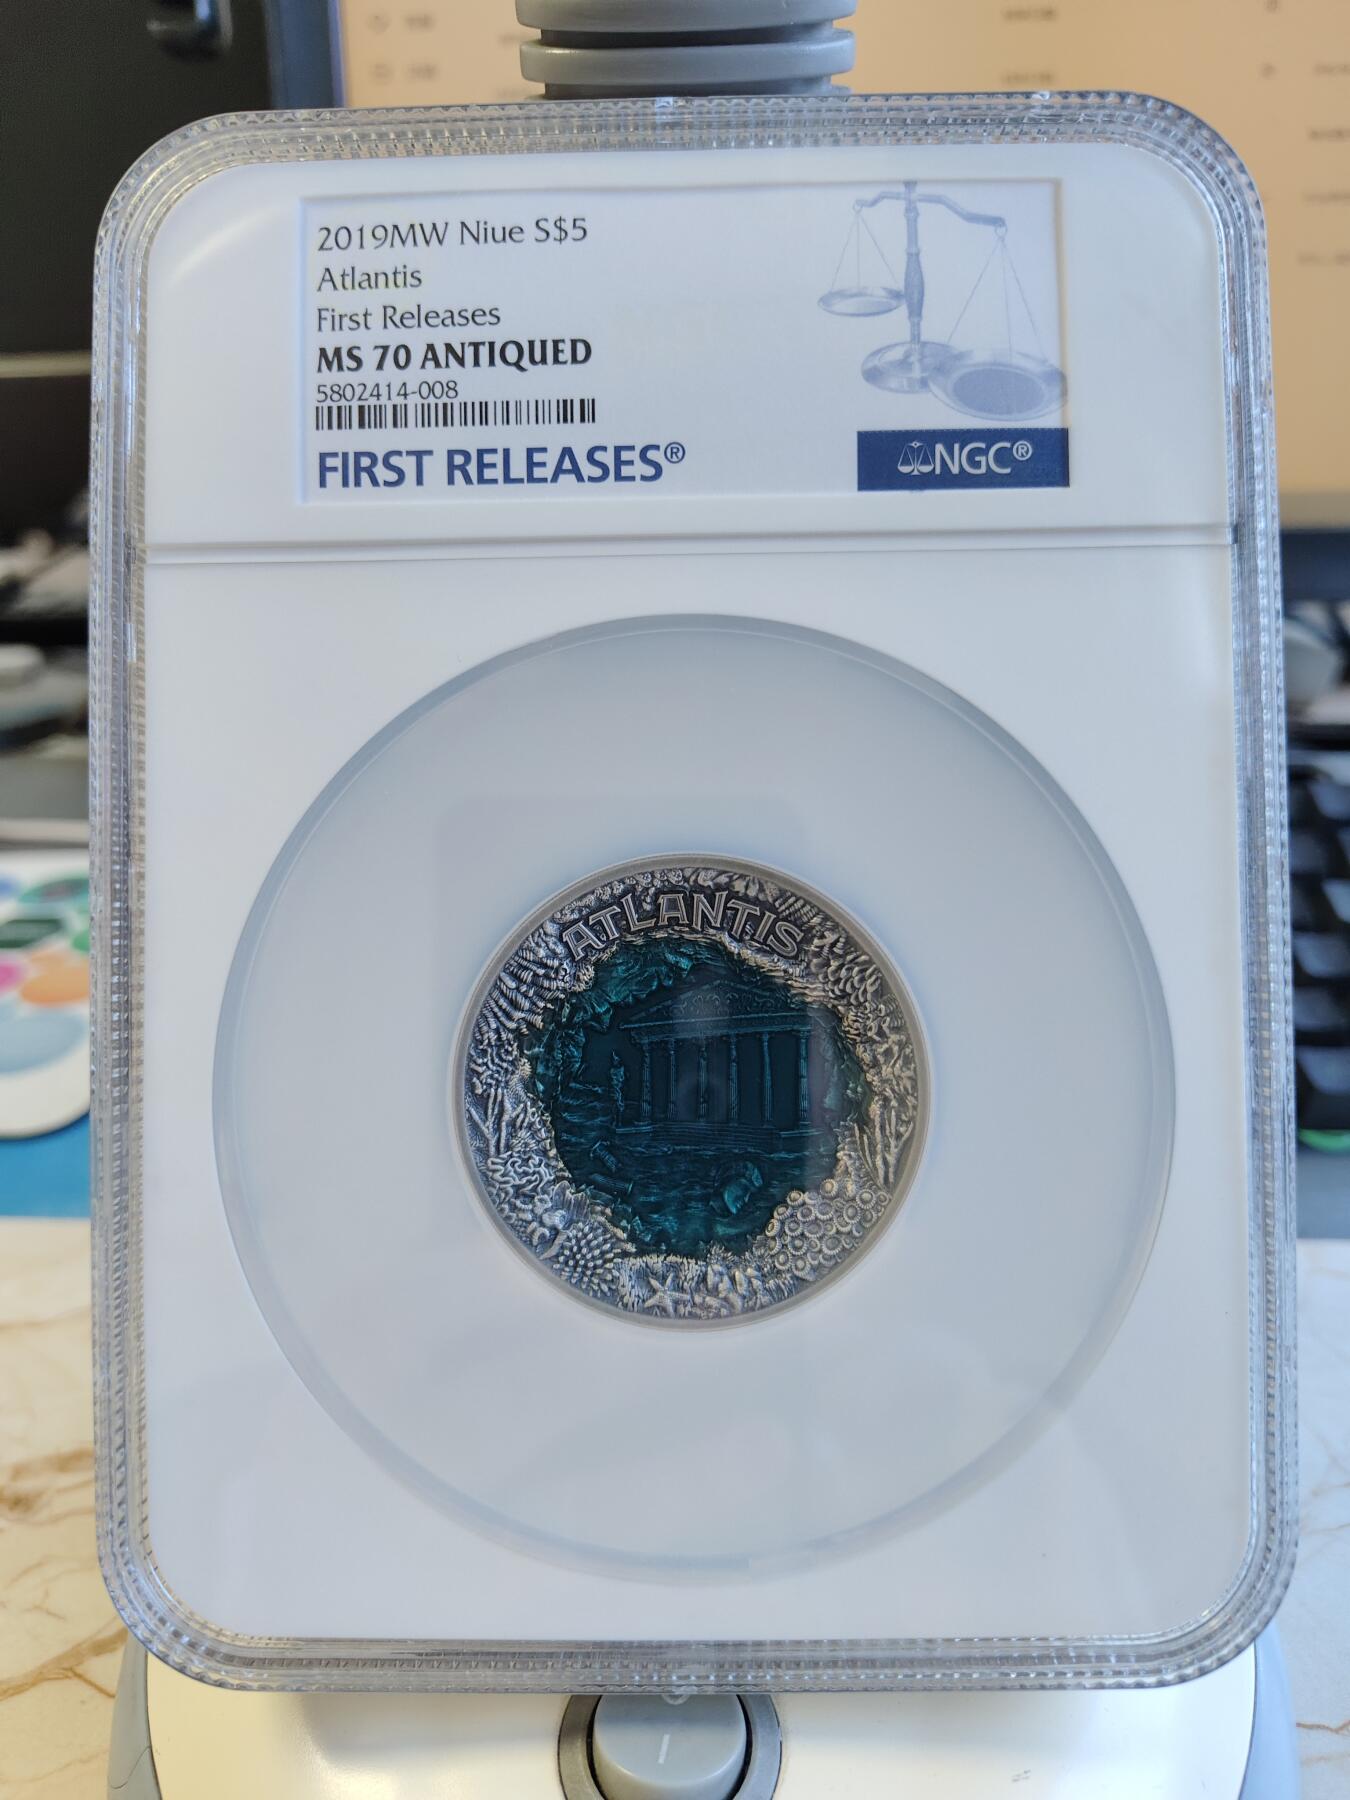 2019MW Niue S$5
Atlantis
First Releases
MS 70 ANTIQUED
5802414-008
FIRST RELEASES®
NGC®
ATLANTIS